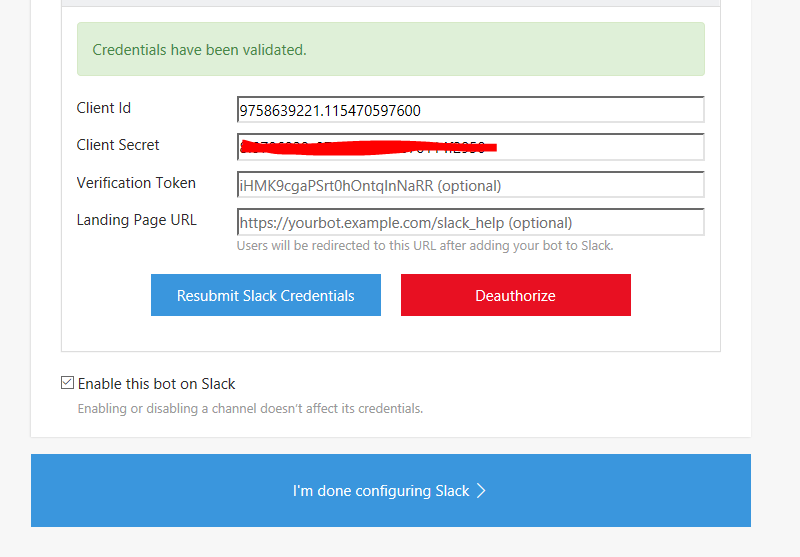 Credentials have been validated.
Client Id
9758639221.115470597600
Client Secret
Verification Token
iHMK9cgaPSrt0hOntqInNaRR (optional)
Landing Page URL
https://yourbot.example.com/slack_help (optional)
Users will be redirected to this URL after adding your bot to Slack.
Resubmit Slack Credentials
Deauthorize
Enable this bot on Slack
Enabling or disabling a channel doesn't affect its credentials.
I'm done configuring Slack